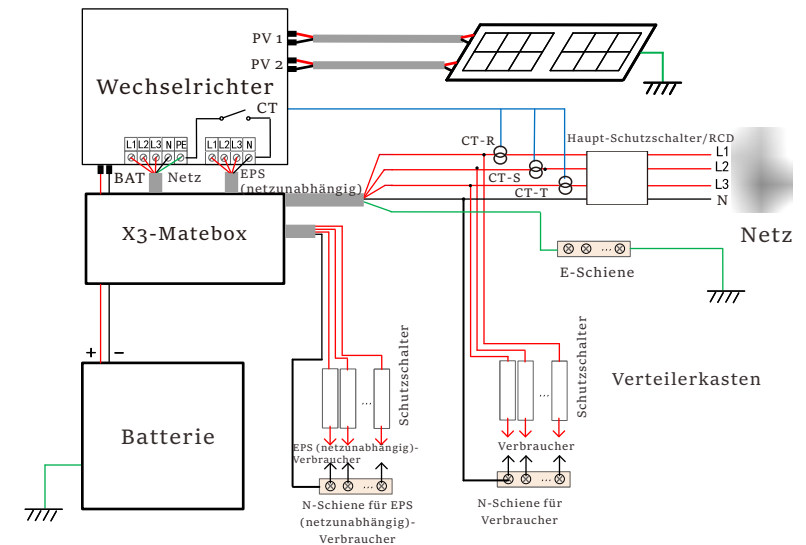 PV 1
PV 2
Wechselrichter
CT
L1 L2 L3 N PE
L1 L2 L3 N
BAT
Netz
EPS
(netzunabhängig)
CT-R
CT-S
CT-T
Haupt-Schutzschalter/RCD
L1
L2
L3
N
Netz
X3-Matebox
E-Schiene
+
−
Batterie
Schutzschalter
...
EPS (netzunabhängig)-
Verbraucher
...
N-Schiene für EPS
(netzunabhängig)-
Verbraucher
Schutzschalter
...
Verbraucher
...
N-Schiene für
Verbraucher
...
Verteilerkasten